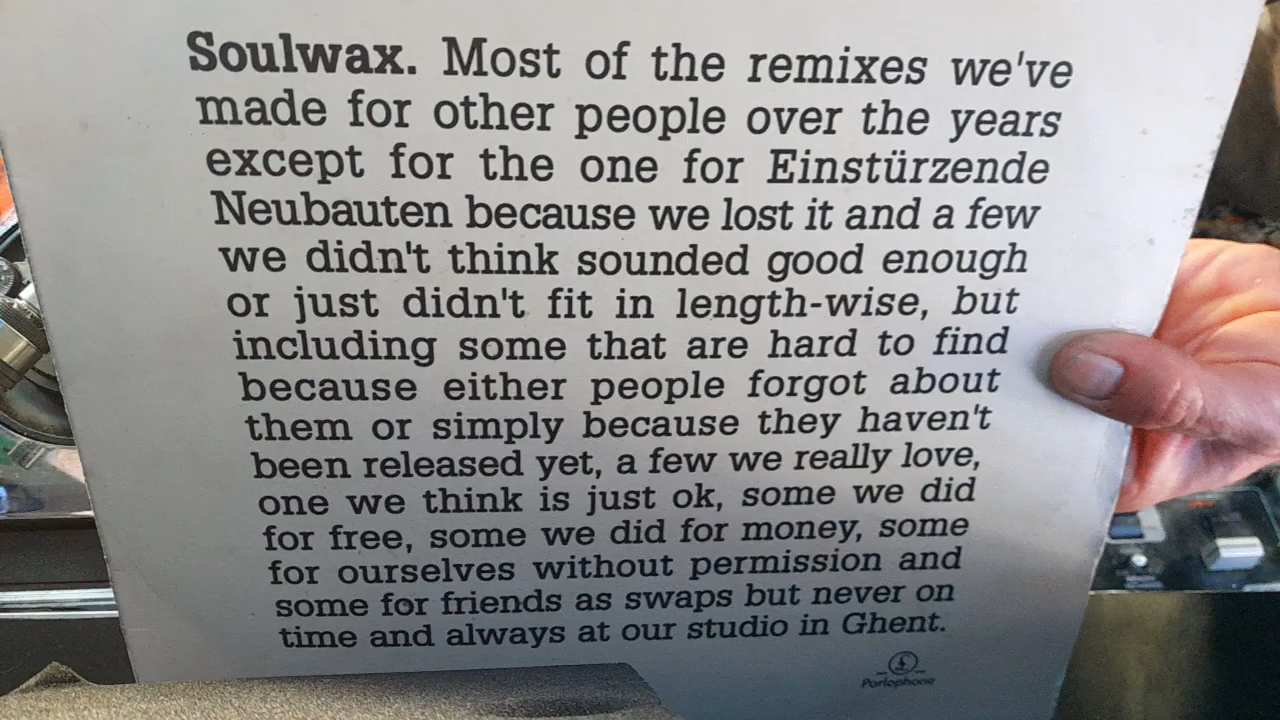 Soulwax. Most of the remixes we've
made for other people over the years
except for the one for Einstürzende
Neubauten because we lost it and a few
we didn't think sounded good enough
or just didn't fit in length-wise, but
including some that are hard to find
because either people forgot about
them or simply because they haven't
been released yet, a few we really love,
one we think is just ok, some we did
for free, some we did for money, some
for ourselves without permission and
some for friends as swaps but never on
time and always at our studio in Ghent.
Parlophone